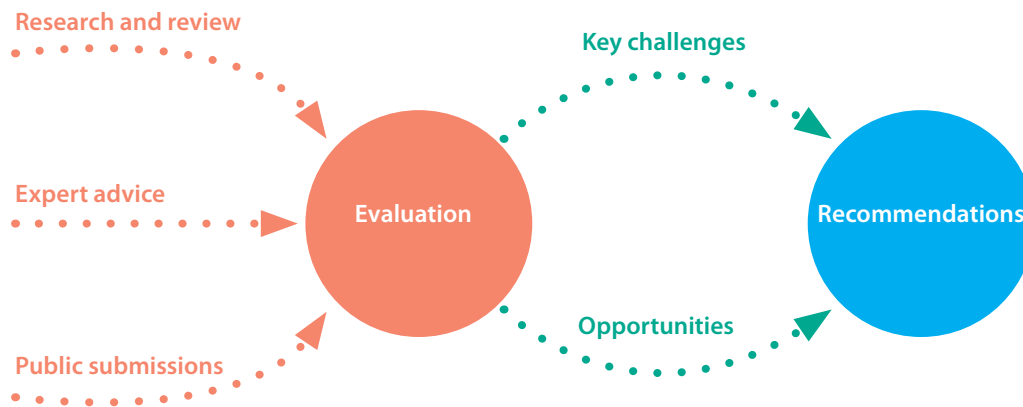 Research and review
Key challenges
Expert advice
Evaluation
Recommendations
Opportunities
Public submissions